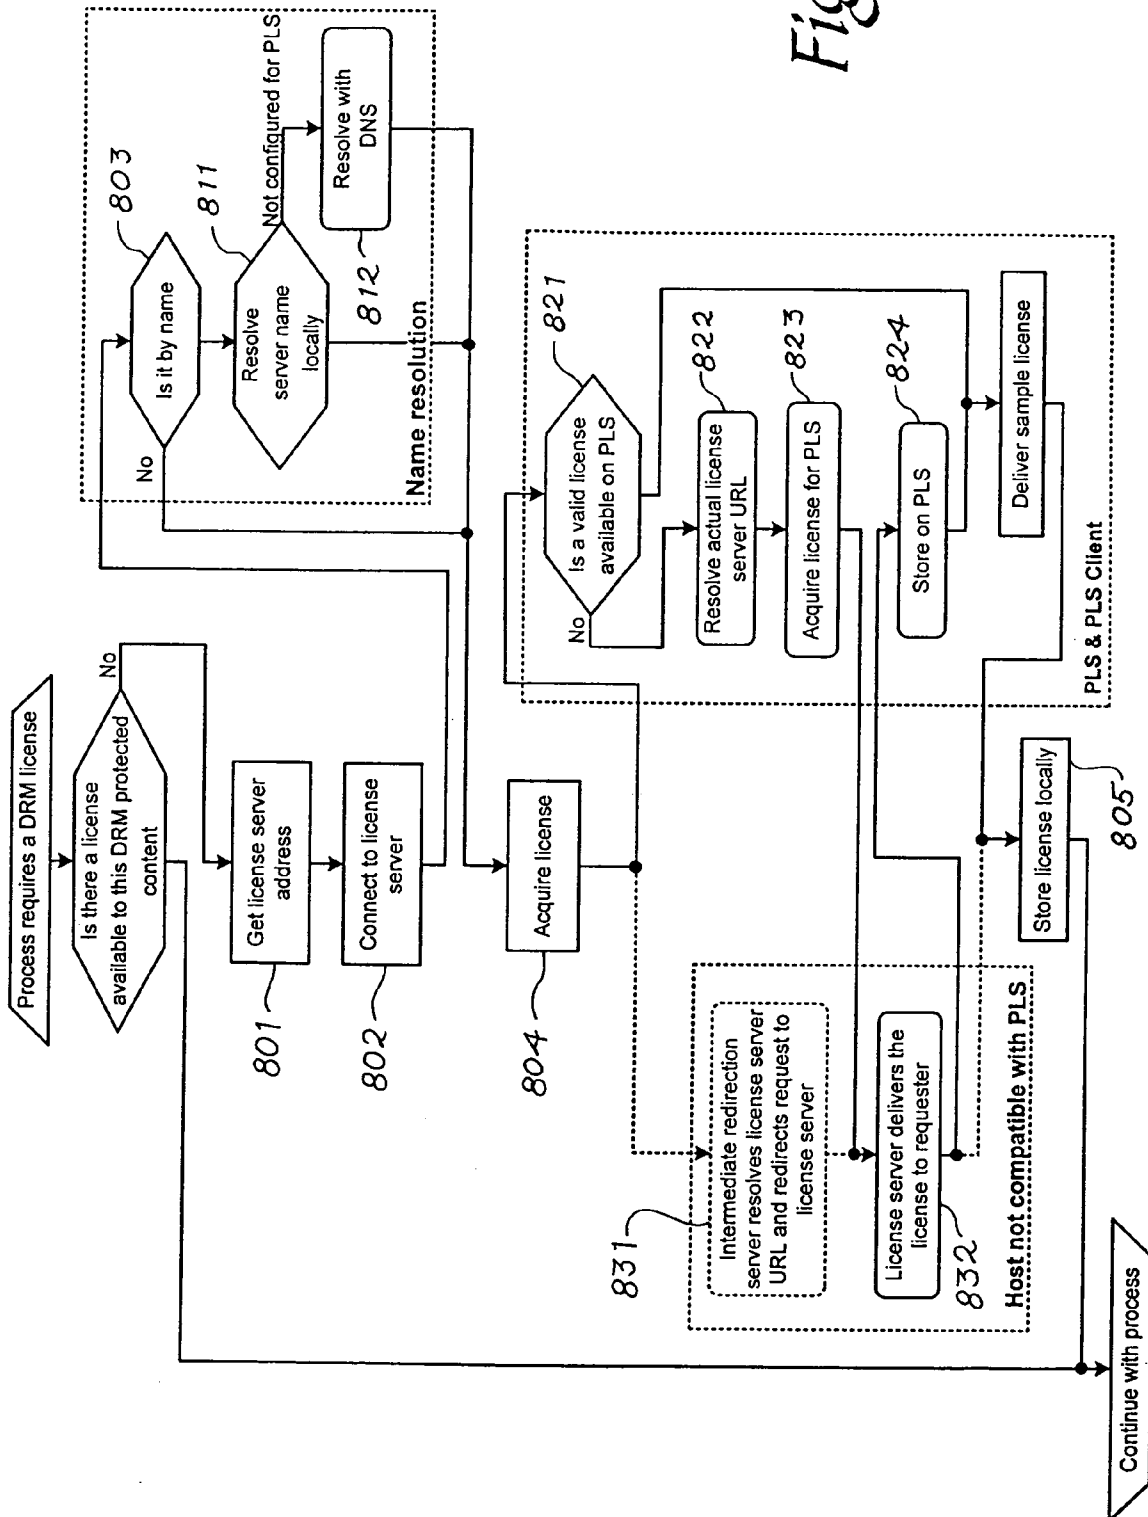 Process requires a DRM license
Is there a license
available to this DRM protected
content
No
Get license server
address
801
Connect to license
server
802
803
Is it by name
No
811
Resolve
server name
locally
Not configured for PLS
Resolve with
DNS
812
Name resolution
Acquire license
804
821
Is a valid license
available on PLS
No
Resolve actual license
server URL
822
Acquire license for PLS
823
Store on PLS
824
Deliver sample license
PLS & PLS Client
831
Intermediate redirection
server resolves license server
URL and redirects request to
license server
License server delivers the
license to requester
832
Host not compatible with PLS
Store license locally
805
Continue with process
Fig